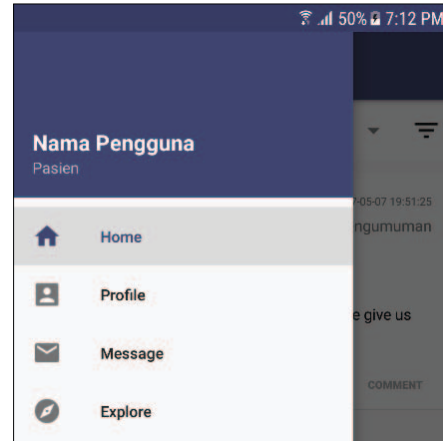 50% 7:12 PM
Nama Pengguna
Pasien
-05-07 19:51:25
ngumuman
Home
Profile
e give us
Message
COMMENT
Explore